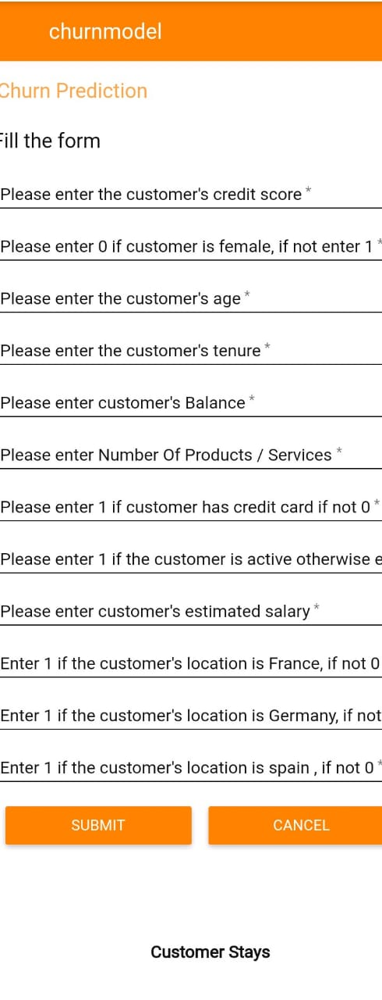 churnmodel
Churn Prediction
Fill the form
Please enter the customer's credit score *
Please enter 0 if customer is female, if not enter 1 *
Please enter the customer's age *
Please enter the customer's tenure *
Please enter customer's Balance *
Please enter Number Of Products / Services *
Please enter 1 if customer has credit card if not 0 *
Please enter 1 if the customer is active otherwise e
Please enter customer's estimated salary *
Enter 1 if the customer's location is France, if not 0
Enter 1 if the customer's location is Germany, if not
Enter 1 if the customer's location is spain , if not 0 *
SUBMIT CANCEL
Customer Stays